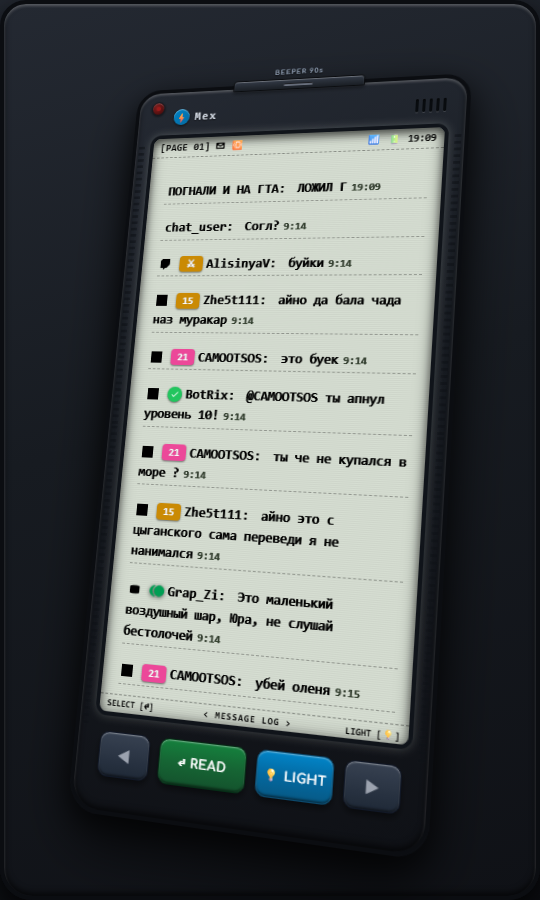 BEEPER 90s
Mex
[PAGE 01] 19:09
ПОГНАЛИ И НА ГТА: ЛОЖИЛ Г 19:09
chat_user: Согл? 9:14
AlisinyaV: буйки 9:14
15 Zhe5t111: айно да бала чада
наз муракар 9:14
21 CAMOOTSOS: это буек 9:14
BotRix: @CAMOOTSOS ты апнул
уровень 10! 9:14
21 CAMOOTSOS: ты че не купался в
море ? 9:14
15 Zhe5t111: айно это с
цыганского сама переведи я не
нанимался 9:14
Grap_Zi: Это маленький
воздушный шар, Юра, не слушай
бестолочей 9:14
21 CAMOOTSOS: убей оленя 9:15
SELECT [⏎] ‹ MESSAGE LOG › LIGHT [💡]
READ LIGHT